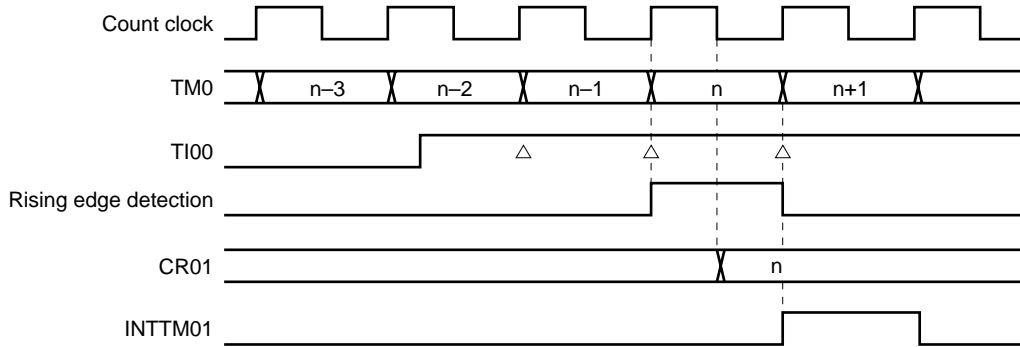 Count clock
TM0 n–3 n–2 n–1 n n+1
TI00
Rising edge detection
CR01 n
INTTM01